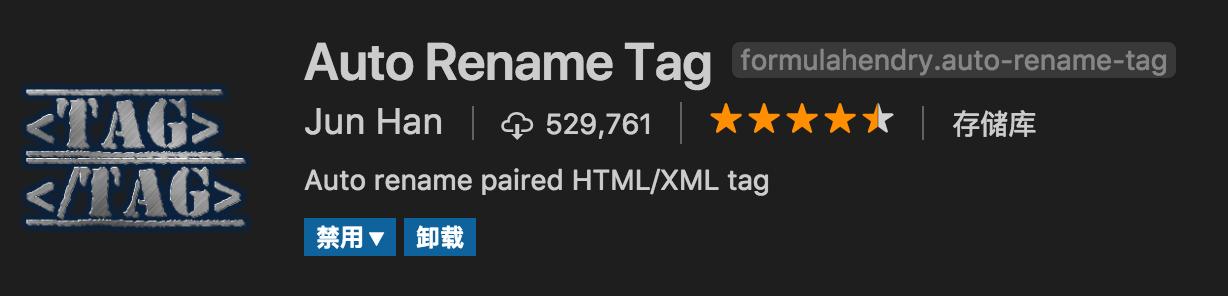 Auto Rename Tag formulahendry.auto-rename-tag
<TAG>
</TAG>
Jun Han 529,761 存储库
Auto rename paired HTML/XML tag
禁用 卸载